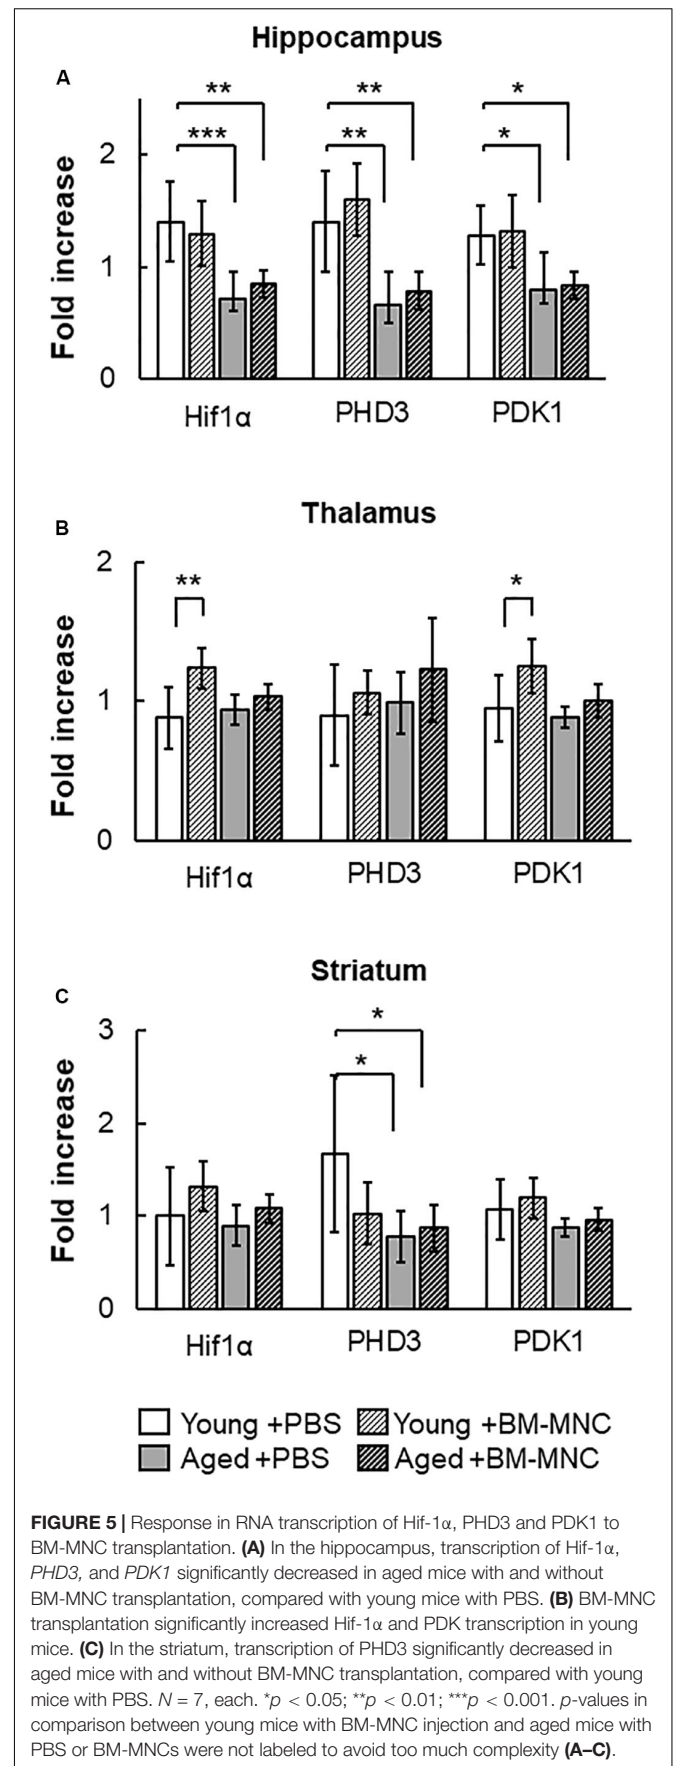 Hippocampus
A
** **  *
*** ** *
2
1
0
Fold increase
Hif1α PHD3 PDK1
Thalamus
B
2
** *
1
0
Fold increase
Hif1α PHD3 PDK1
Striatum
C
3
*
*
2
1
0
Fold increase
Hif1α PHD3 PDK1
Young +PBS Young +BM-MNC
Aged +PBS Aged +BM-MNC
FIGURE 5 | Response in RNA transcription of Hif-1α, PHD3 and PDK1 to
BM-MNC transplantation. (A) In the hippocampus, transcription of Hif-1α,
PHD3, and PDK1 significantly decreased in aged mice with and without
BM-MNC transplantation, compared with young mice with PBS. (B) BM-MNC
transplantation significantly increased Hif-1α and PDK transcription in young
mice. (C) In the striatum, transcription of PHD3 significantly decreased in
aged mice with and without BM-MNC transplantation, compared with young
mice with PBS. N = 7, each. *p < 0.05; **p < 0.01; ***p < 0.001. p-values in
comparison between young mice with BM-MNC injection and aged mice with
PBS or BM-MNCs were not labeled to avoid too much complexity (A–C).